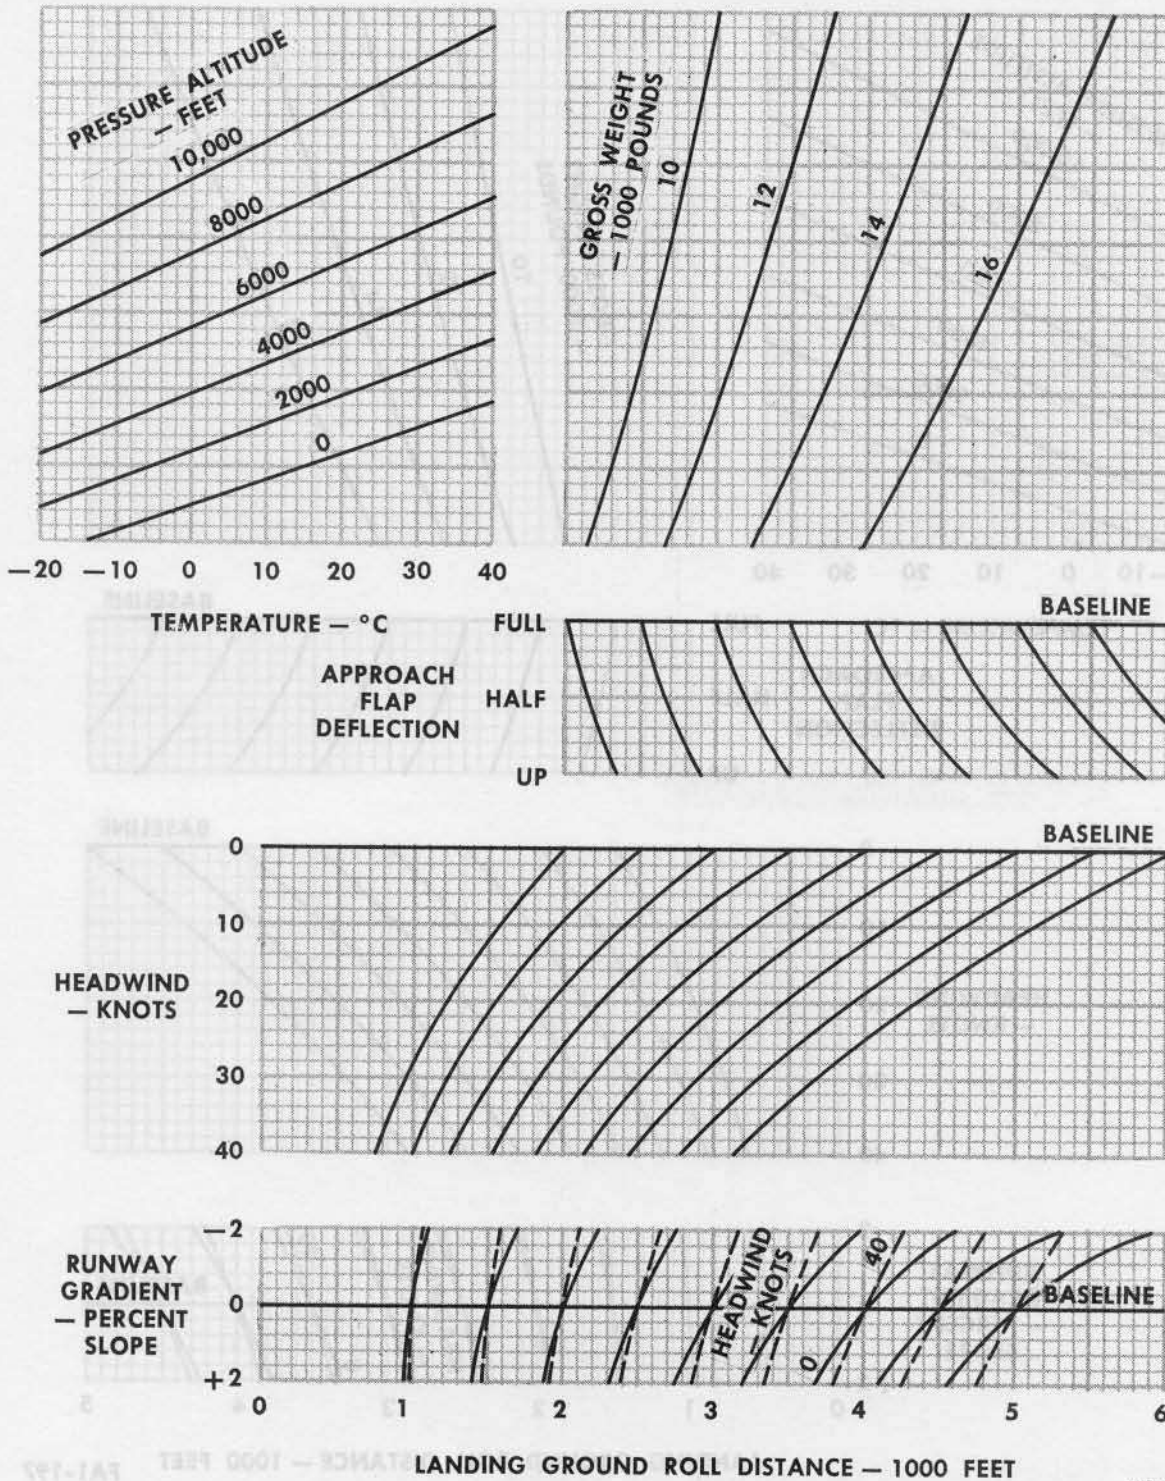 PRESSURE ALTITUDE
— FEET
10,000
8000
6000
4000
2000
0
GROSS WEIGHT
— 1000 POUNDS
10
12
14
16
—20 —10 0 10 20 30 40
TEMPERATURE — °C
BASELINE
APPROACH
FLAP
DEFLECTION
FULL
HALF
UP
BASELINE
HEADWIND
— KNOTS
0
10
20
30
40
RUNWAY
GRADIENT
— PERCENT
SLOPE
—2
0
+2
HEADWIND
— KNOTS
40
0
BASELINE
0 1 2 3 4 5 6
LANDING GROUND ROLL DISTANCE — 1000 FEET
FA1-197